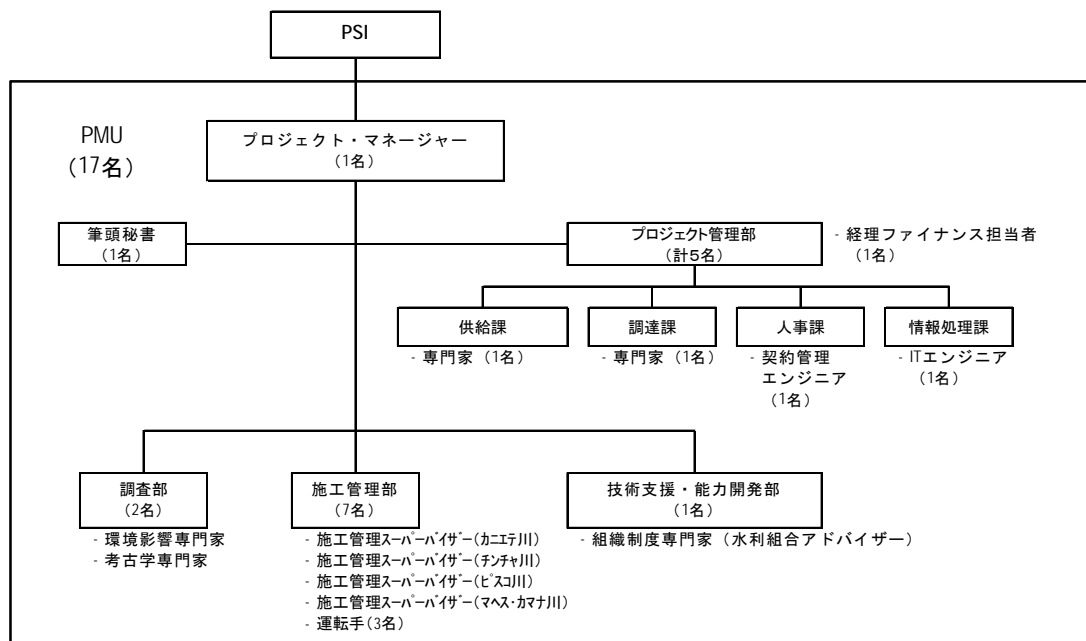 PSI
PMU
(17名)
プロジェクト・マネージャー
(1名)
筆頭秘書
(1名)
プロジェクト管理部
(計5名)
- 経理ファイナンス担当者
(1名)
供給課
- 専門家 (1名)
調達課
- 専門家 (1名)
人事課
- 契約管理
エンジニア
(1名)
情報処理課
- ITエンジニア
(1名)
調査部
(2名)
- 環境影響専門家
- 考古学専門家
施工管理部
(7名)
- 施工管理スーパーバイザー(カニエテ川)
- 施工管理スーパーバイザー(チンチャ川)
- 施工管理スーパーバイザー(ピスコ川)
- 施工管理スーパーバイザー(マヘス・カマナ川)
- 運転手(3名)
技術支援・能力開発部
(1名)
- 組織制度専門家（水利組合アドバイザー）